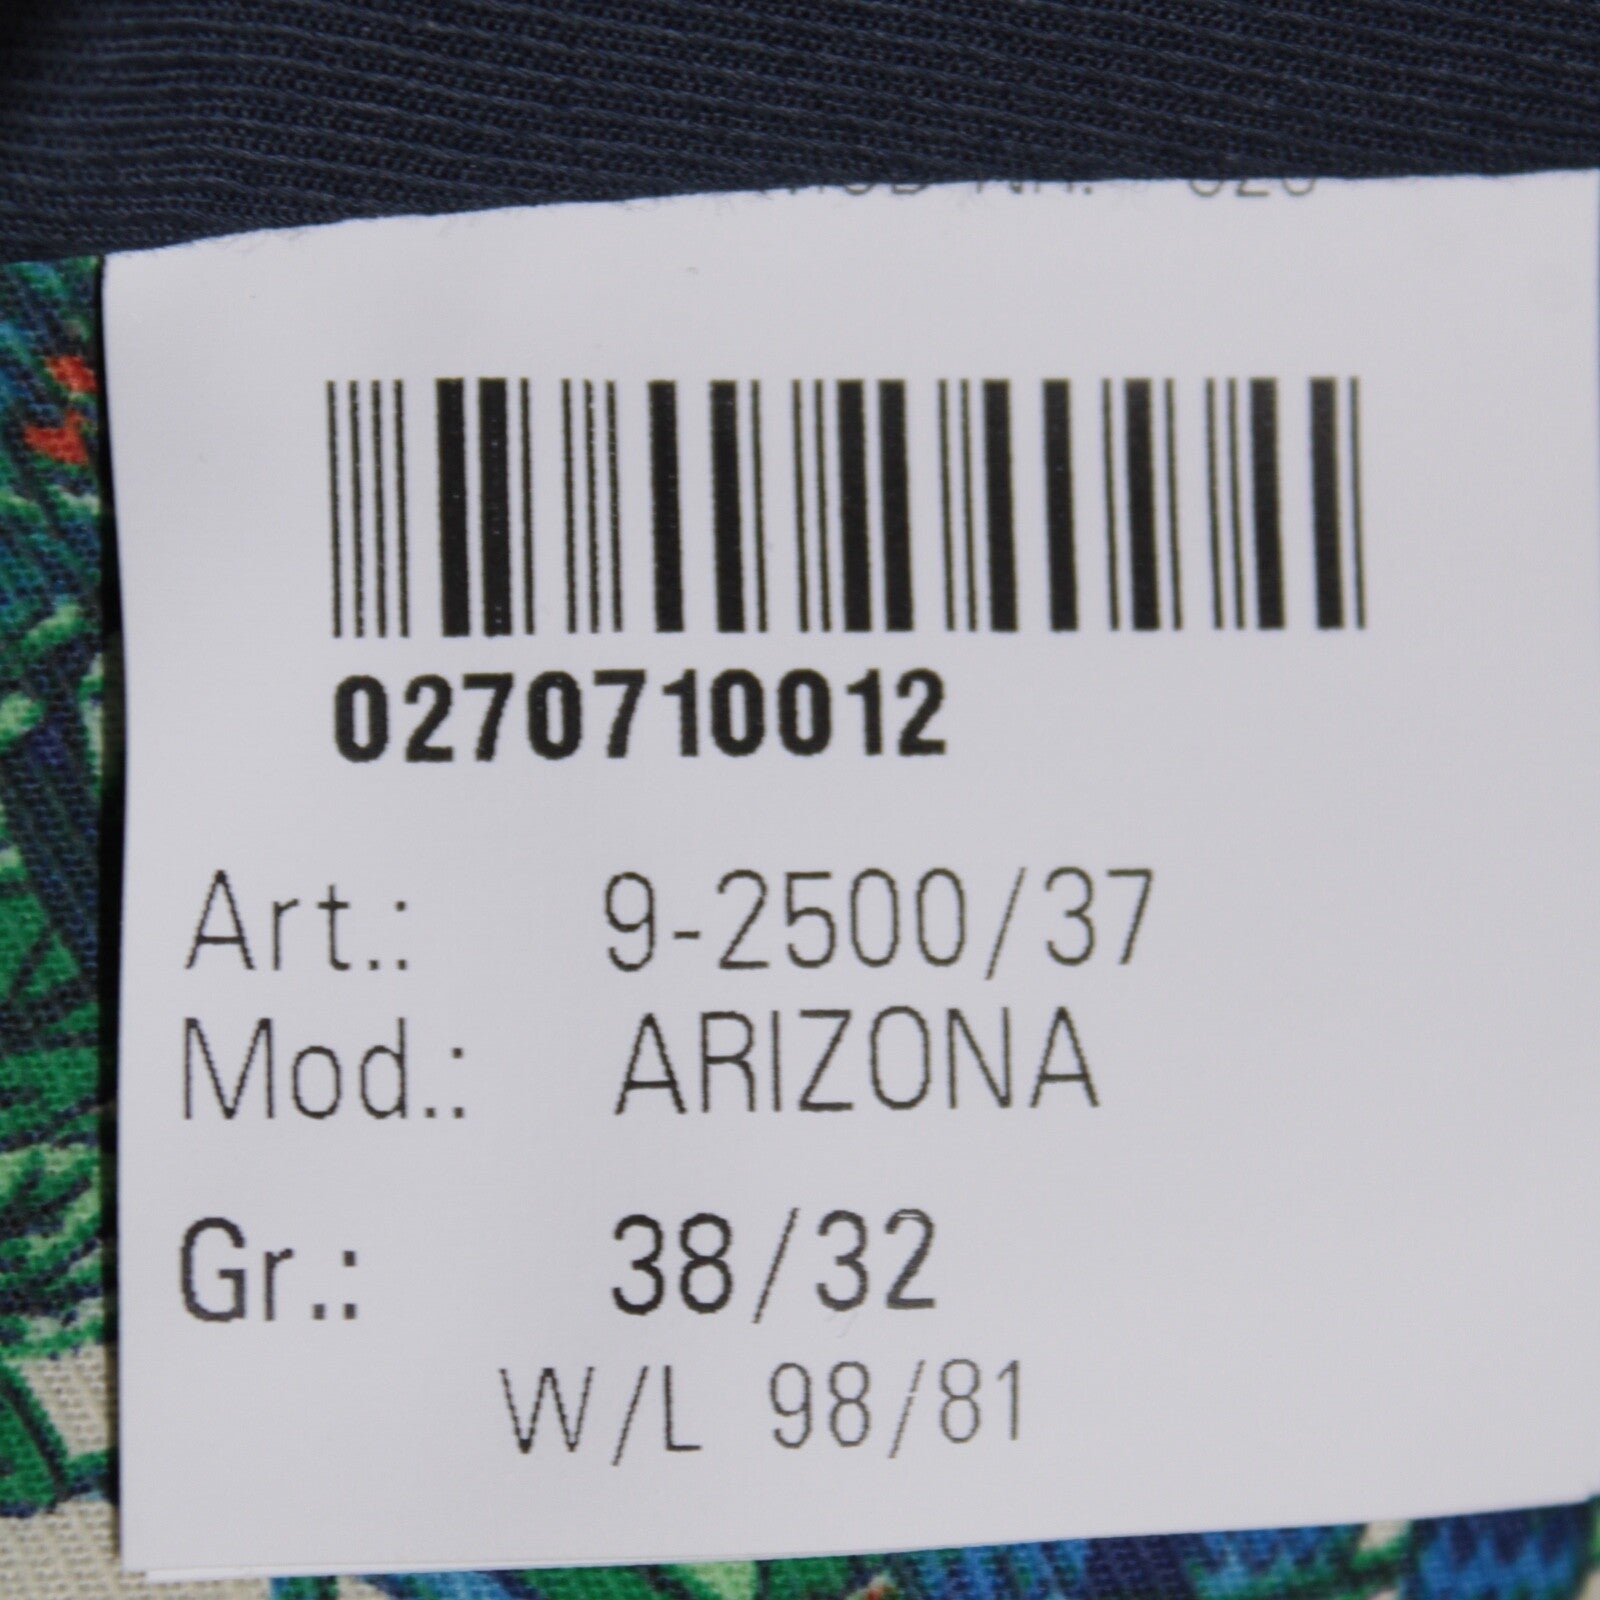 0270710012
Art.: 9-2500/37
Mod.: ARIZONA
Gr.: 38/32
W/L 98/81